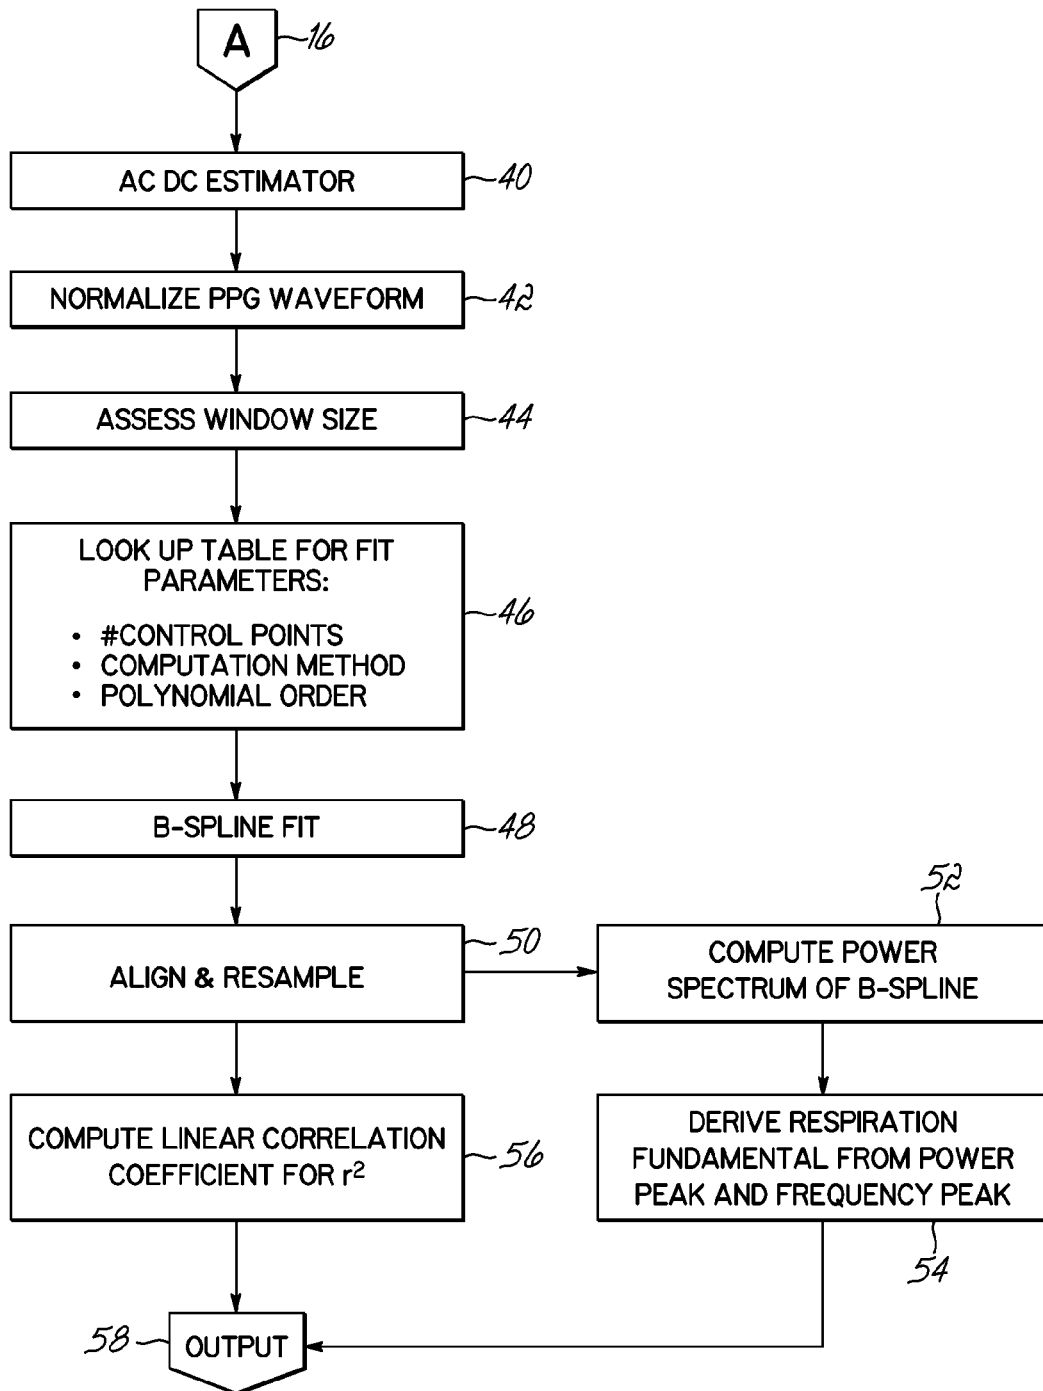 A
16
AC DC ESTIMATOR
40
NORMALIZE PPG WAVEFORM
42
ASSESS WINDOW SIZE
44
LOOK UP TABLE FOR FIT
PARAMETERS:
• #CONTROL POINTS
• COMPUTATION METHOD
• POLYNOMIAL ORDER
46
B-SPLINE FIT
48
ALIGN & RESAMPLE
50
52
COMPUTE POWER
SPECTRUM OF B-SPLINE
COMPUTE LINEAR CORRELATION
COEFFICIENT FOR r²
56
DERIVE RESPIRATION
FUNDAMENTAL FROM POWER
PEAK AND FREQUENCY PEAK
54
58
OUTPUT